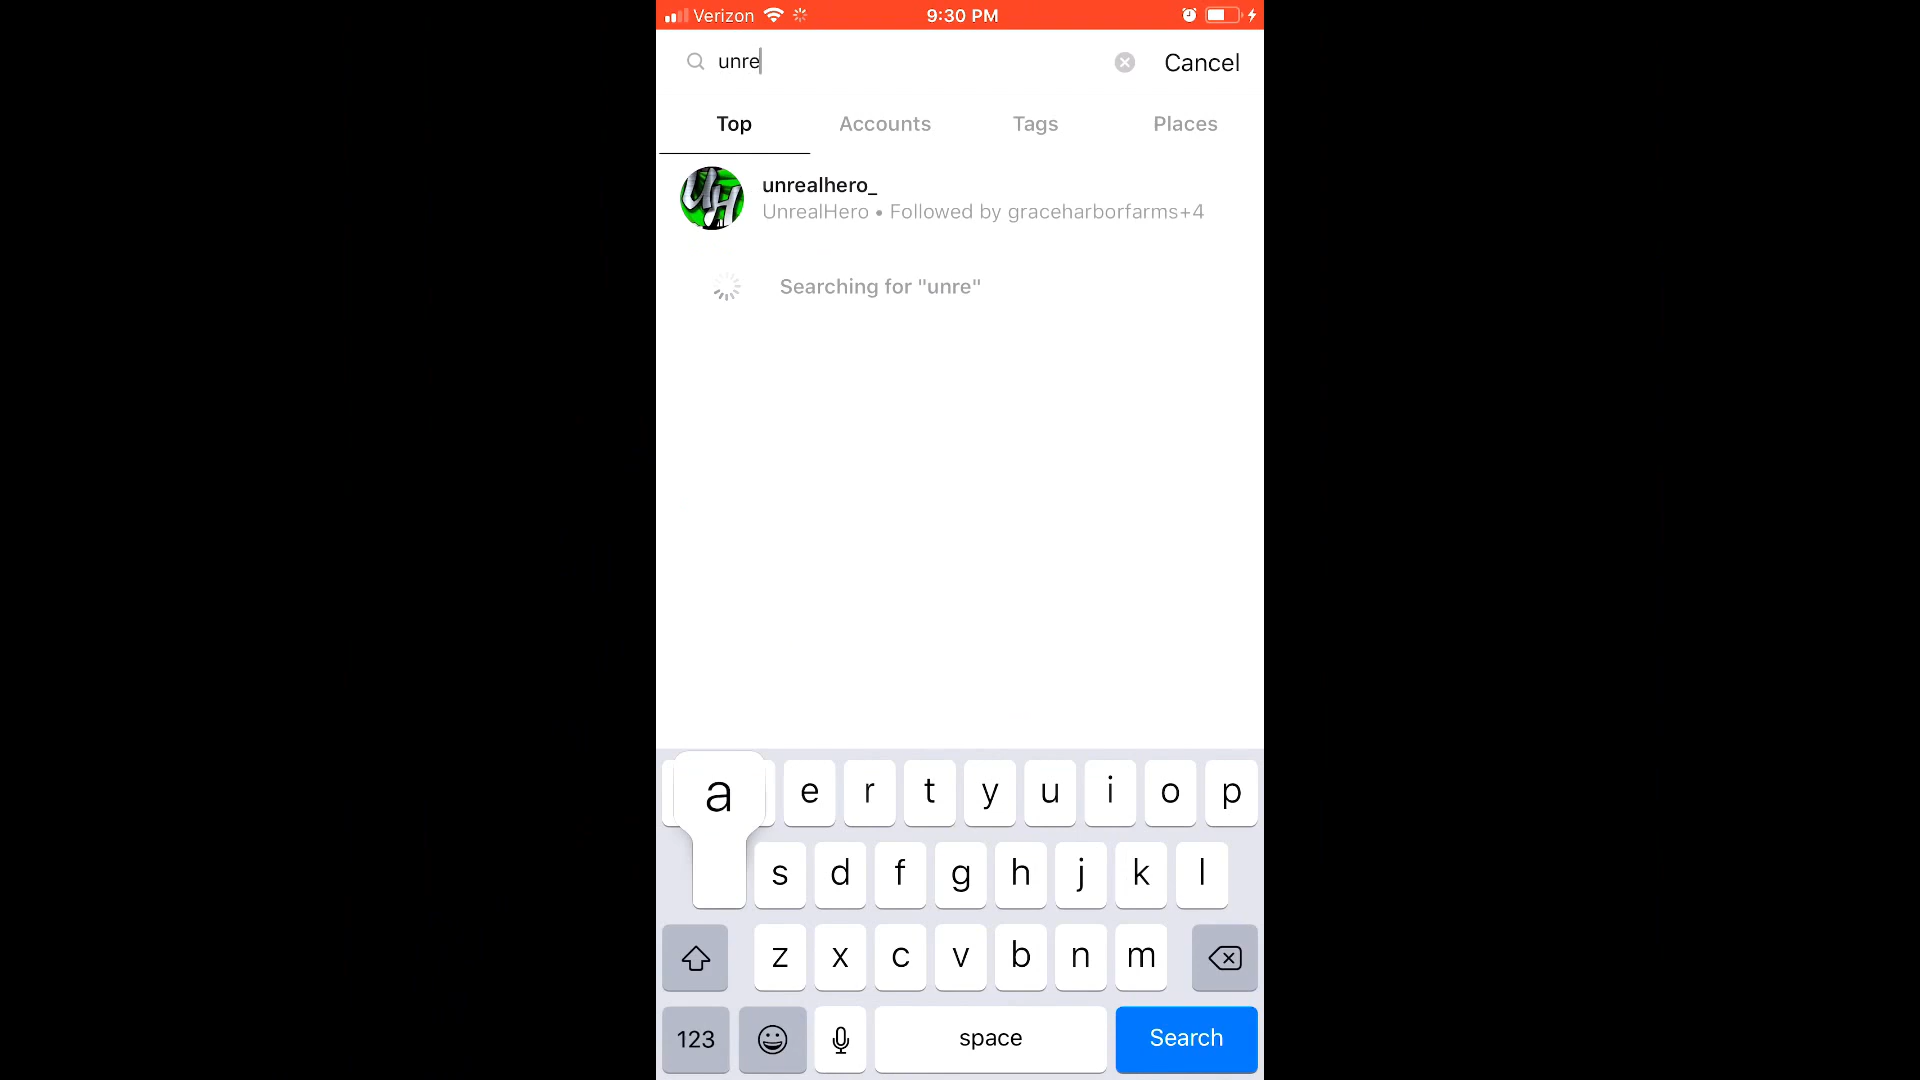 Verizon 9:30 PM
unre Cancel
Top Accounts Tags Places
UH
unrealhero_
UnrealHero • Followed by graceharborfarms+4
Searching for "unre"
a e r t y u i o p
s d f g h j k l
z x c v b n m
123 space Search